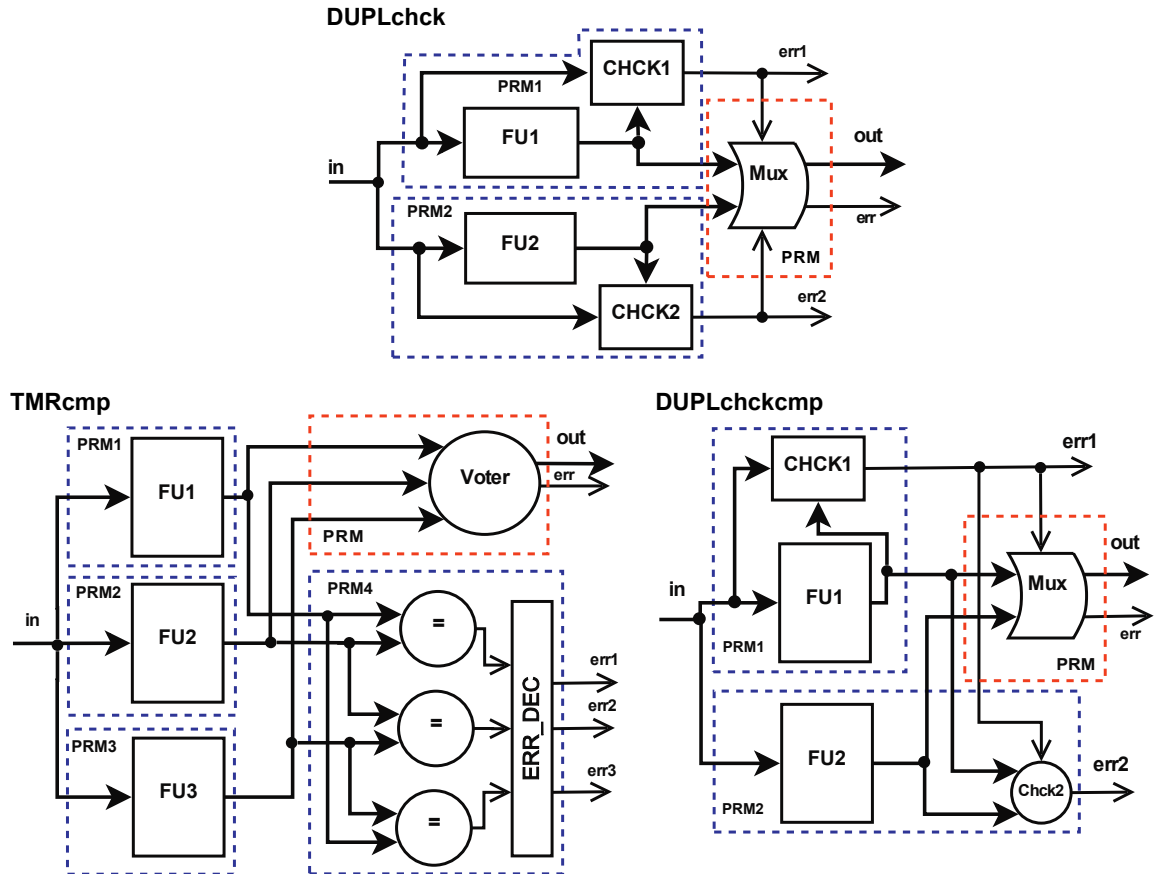 DUPLchck
err1
CHCK1
PRM1
FU1
out
in
Mux
PRM2
err
FU2
PRM
err2
CHCK2
TMRcmp
PRM1
FU1
out
Voter
err
PRM
PRM2
in
FU2
PRM4
=
err1
err2
=
ERR_DEC
PRM3
FU3
err3
=
DUPLchckcmp
err1
CHCK1
out
in
FU1
Mux
err
PRM1
PRM
FU2
err2
Chck2
PRM2